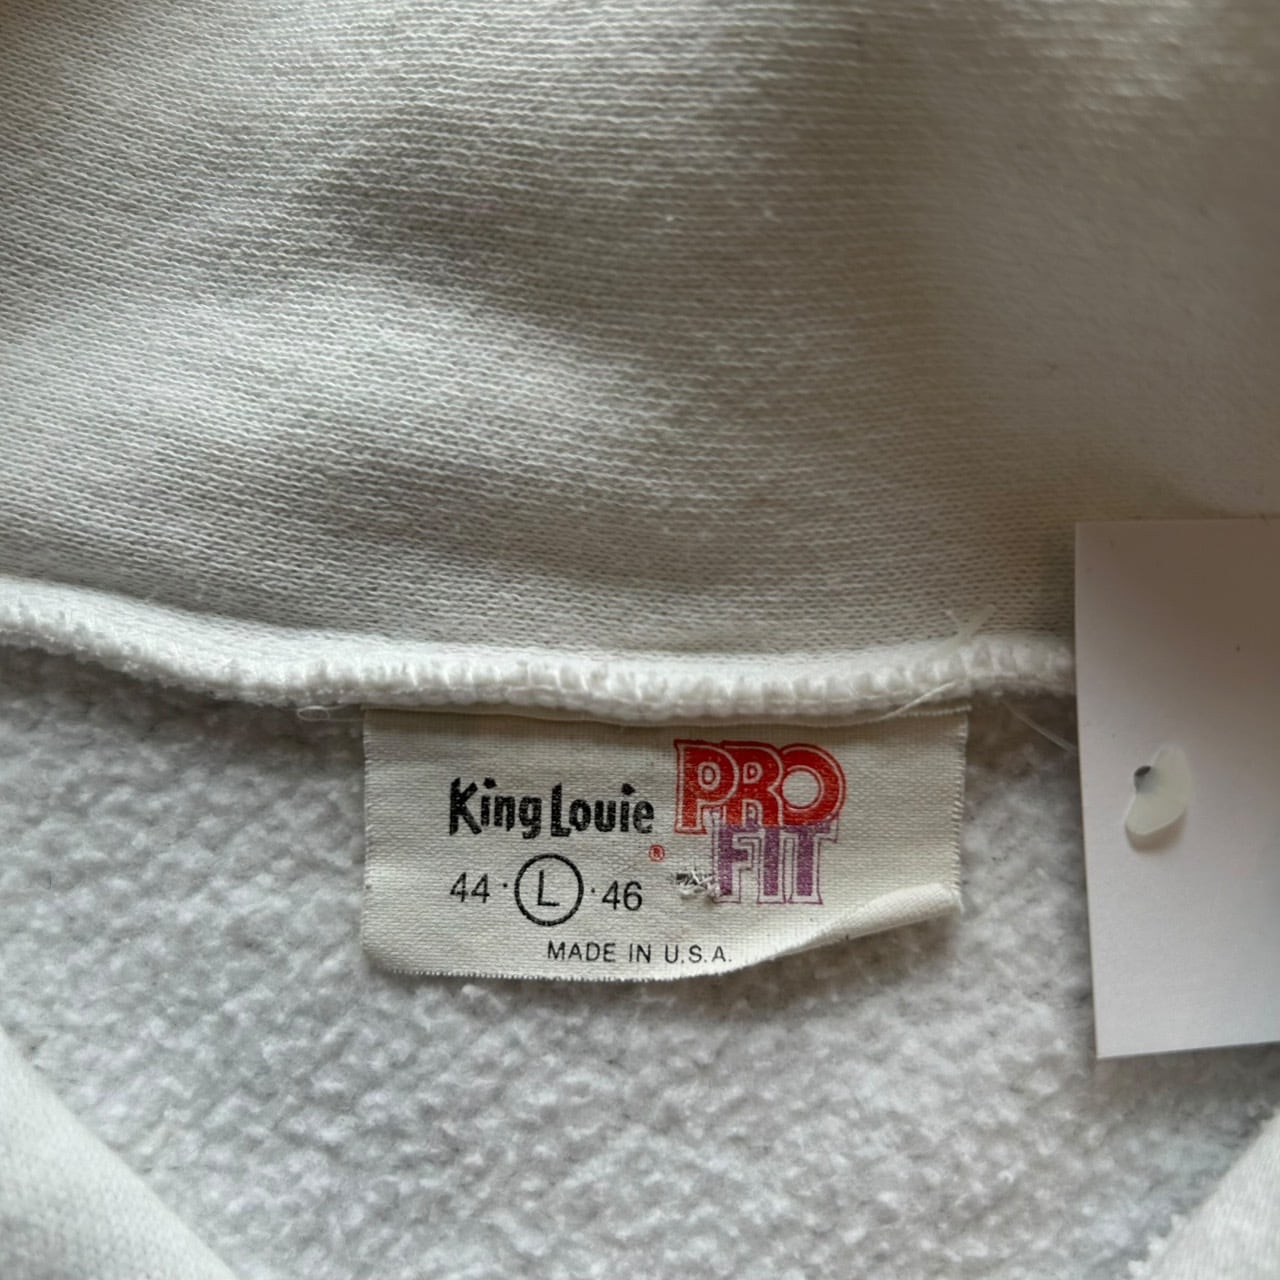 King Louie PRO
® FIT
44·L·46
MADE IN U.S.A.